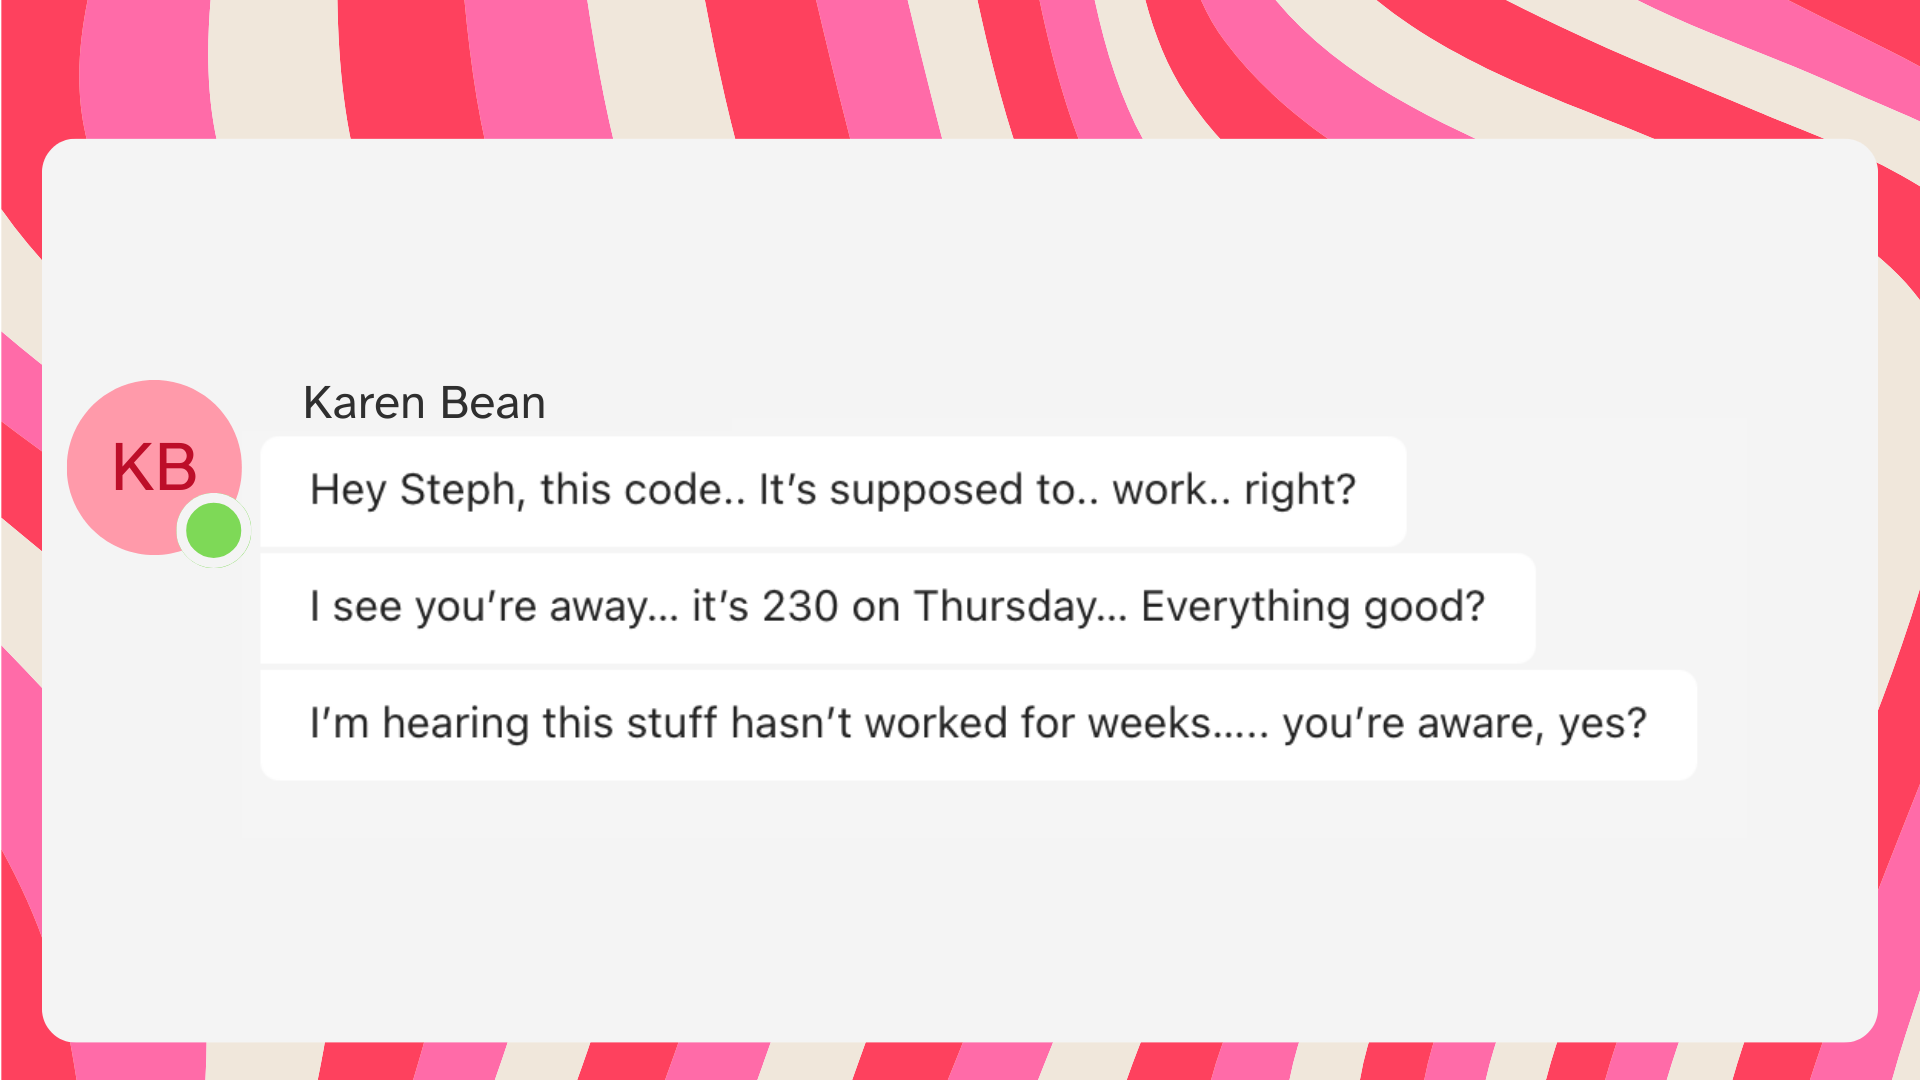 Karen Bean
KB
Hey Steph, this code.. It’s supposed to.. work.. right?
I see you’re away... it’s 230 on Thursday... Everything good?
I’m hearing this stuff hasn’t worked for weeks..... you’re aware, yes?